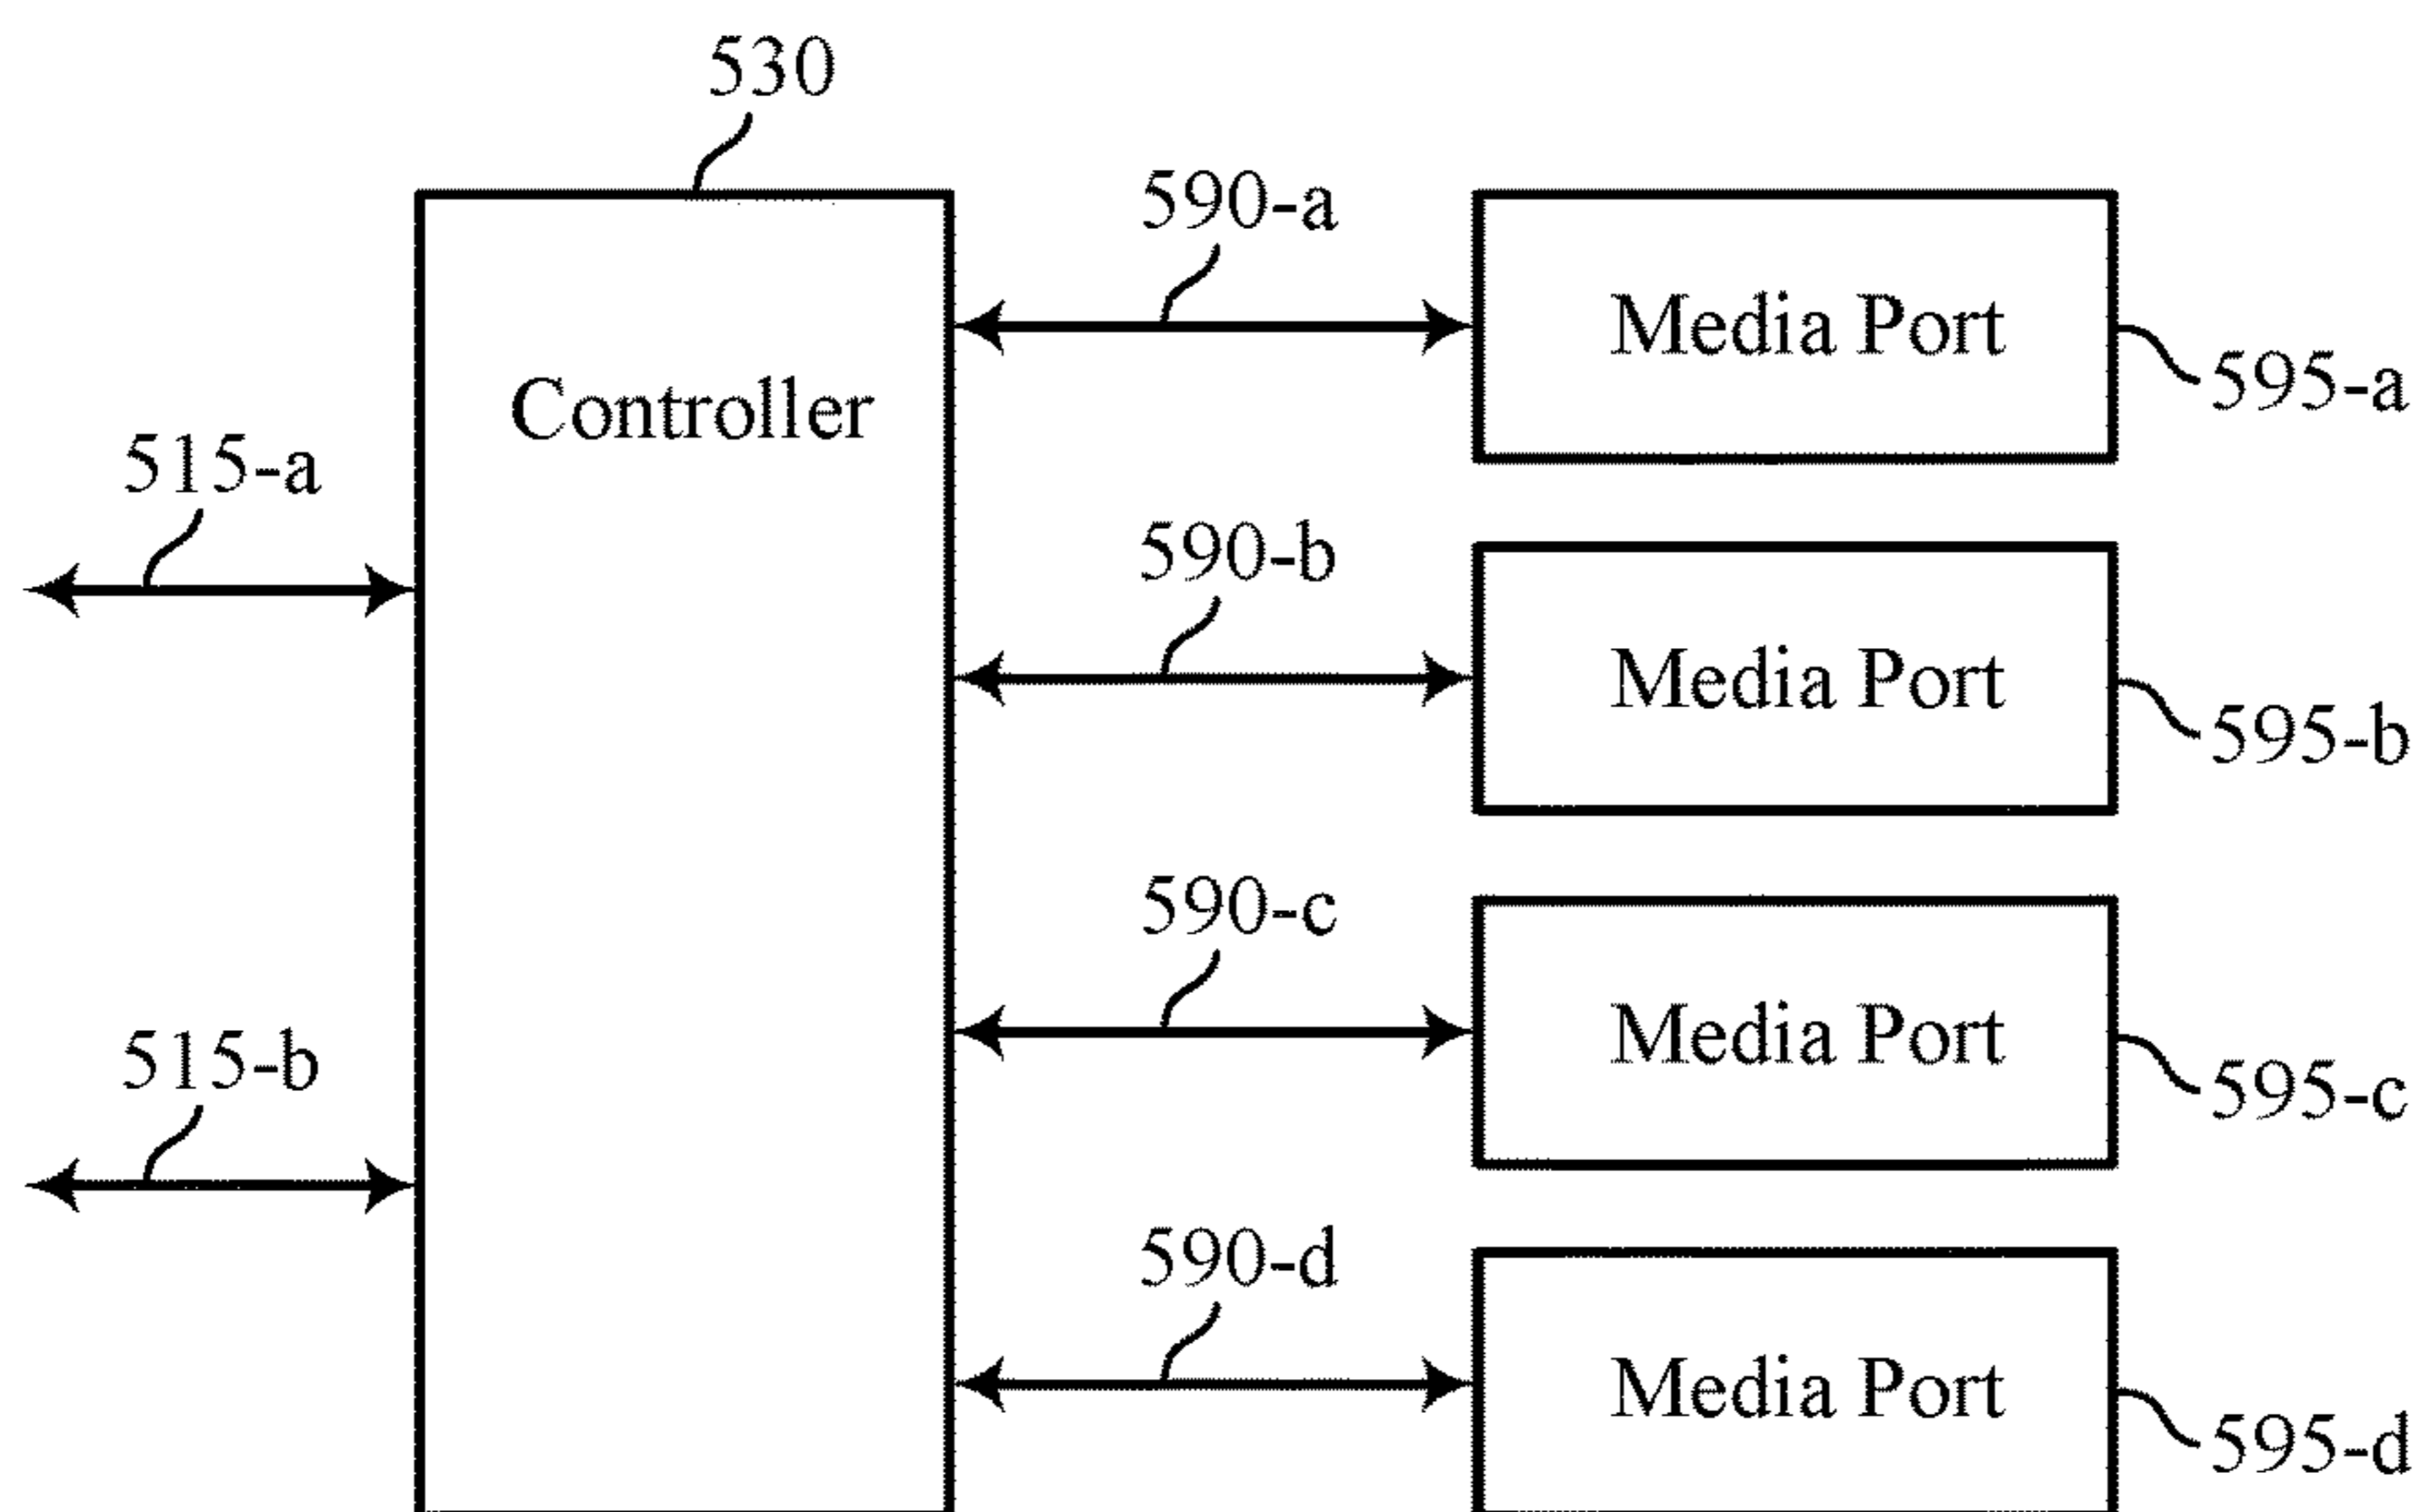 530
590-a
Media Port
595-a
Controller
515-a
590-b
Media Port
595-b
590-c
Media Port
595-c
515-b
590-d
Media Port
595-d